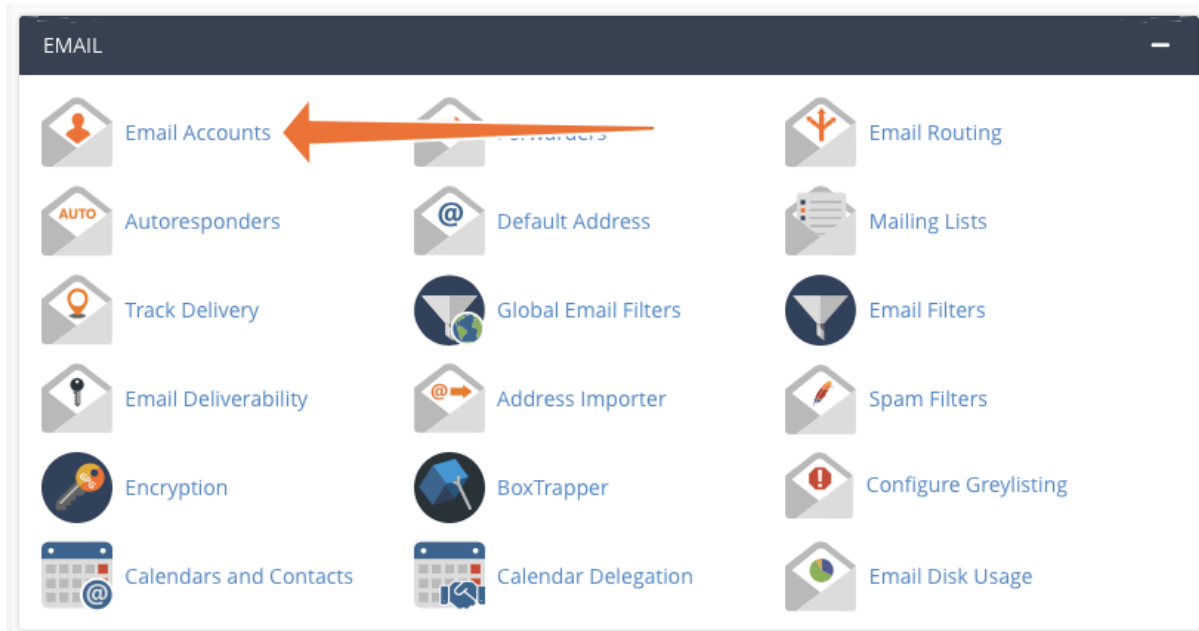 EMAIL
Email Accounts
Email Routing
AUTO
Autoresponders
@
Default Address
Mailing Lists
Track Delivery
Global Email Filters
Email Filters
Email Deliverability
@
Address Importer
Spam Filters
GPG
Encryption
BoxTrapper
Configure Greylisting
@
Calendars and Contacts
Calendar Delegation
Email Disk Usage